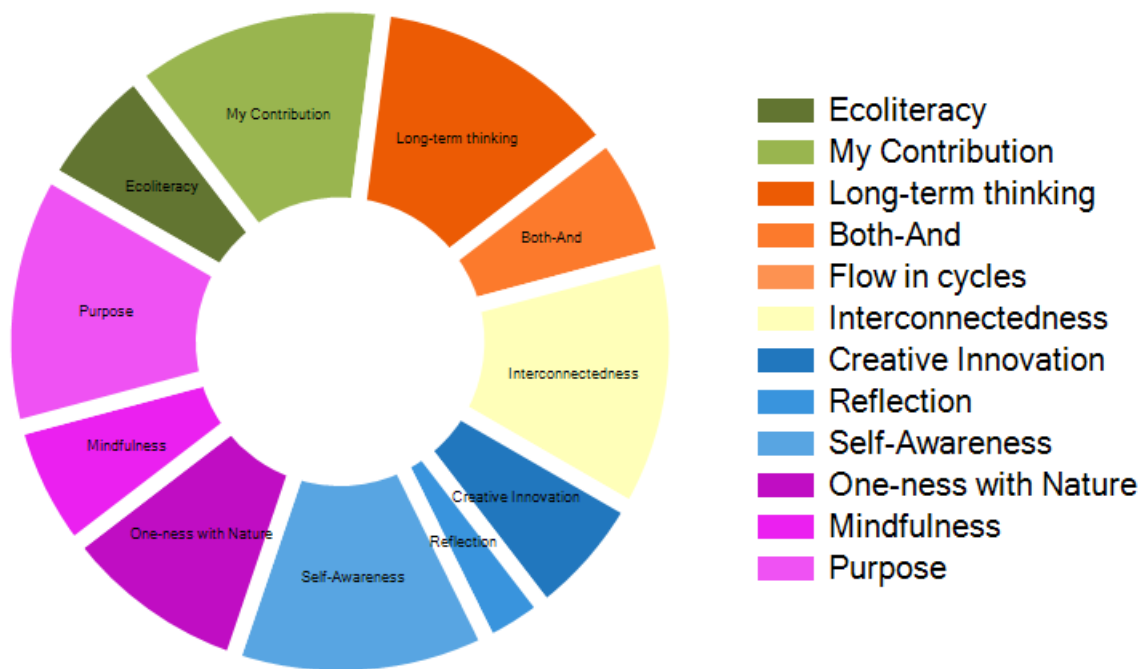 My Contribution
Long-term thinking
Ecoliteracy
Both-And
Purpose
Interconnectedness
Mindfulness
Creative Innovation
One-ness with Nature
Reflection
Self-Awareness
Ecoliteracy
My Contribution
Long-term thinking
Both-And
Flow in cycles
Interconnectedness
Creative Innovation
Reflection
Self-Awareness
One-ness with Nature
Mindfulness
Purpose